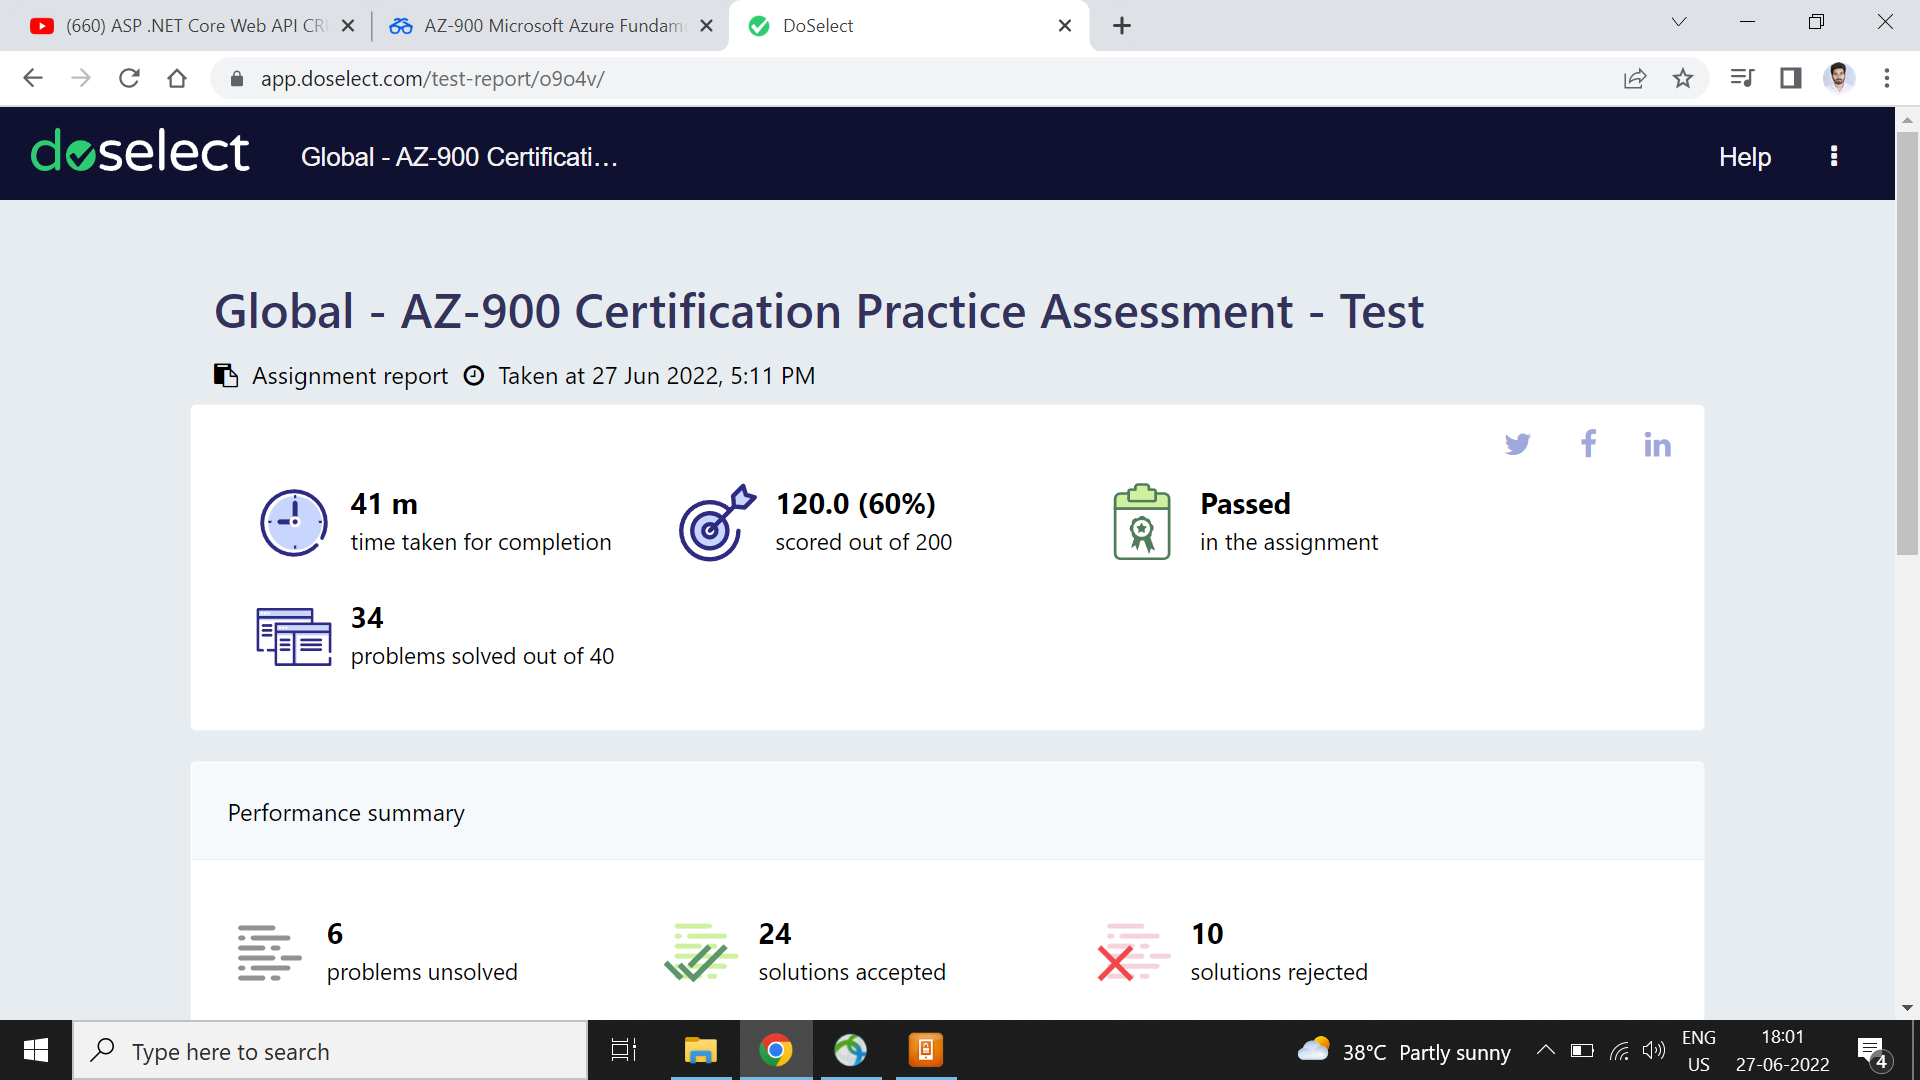 (660) ASP .NET Core Web API CRU
AZ-900 Microsoft Azure Fundame
DoSelect
app.doselect.com/test-report/o9o4v/
doselect
Global - AZ-900 Certificati...
Help
Global - AZ-900 Certification Practice Assessment - Test
Assignment report
Taken at 27 Jun 2022, 5:11 PM
41 m
time taken for completion
120.0 (60%)
scored out of 200
Passed
in the assignment
34
problems solved out of 40
Performance summary
6
problems unsolved
24
solutions accepted
10
solutions rejected
Type here to search
38°C Partly sunny
ENG
US
18:01
27-06-2022
4